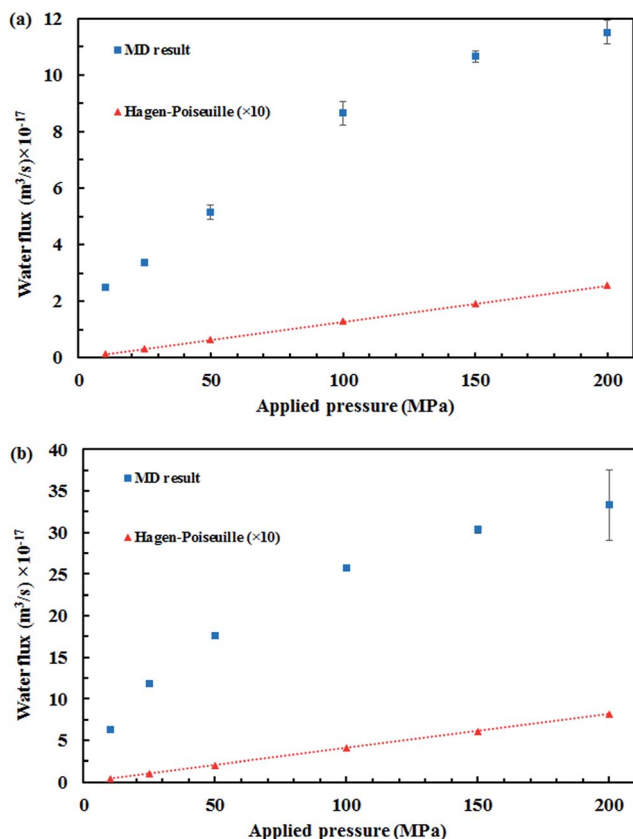 (a)
12
10
8
6
4
2
0
Water flux (m³/s)×10⁻¹⁷
MD result
Hagen-Poiseuille (×10)
0 50 100 150 200
Applied pressure (MPa)
(b)
40
35
30
25
20
15
10
5
0
Water flux (m³/s) ×10⁻¹⁷
MD result
Hagen-Poiseuille (×10)
0 50 100 150 200
Applied pressure (MPa)